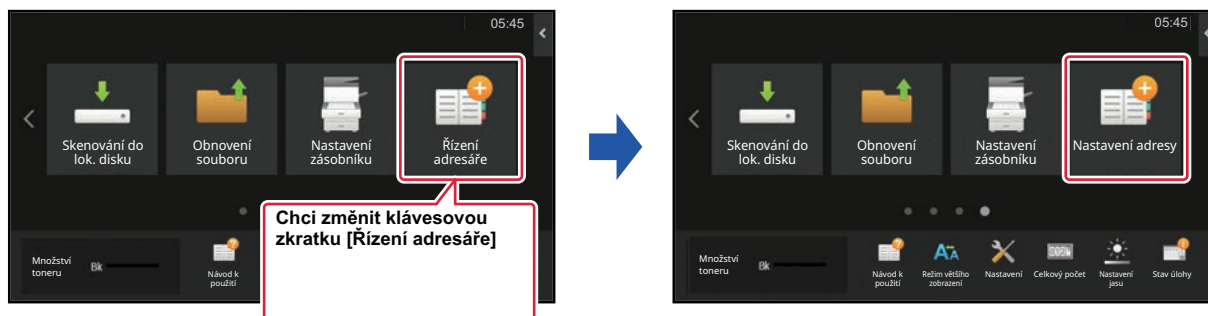 05:45
Skenování do
lok. disku
Obnovení
souboru
Nastavení
zásobníku
Řízení
adresáře
Chci změnit klávesovou
zkratku [Řízení adresáře]
Množství
toneru
Bk
Návod k
použití
05:45
Skenování do
lok. disku
Obnovení
souboru
Nastavení
zásobníku
Nastavení adresy
Množství
toneru
Bk
Návod k
použití
Režim většího
zobrazení
Nastavení
Celkový počet
Nastavení
jasu
Stav úlohy